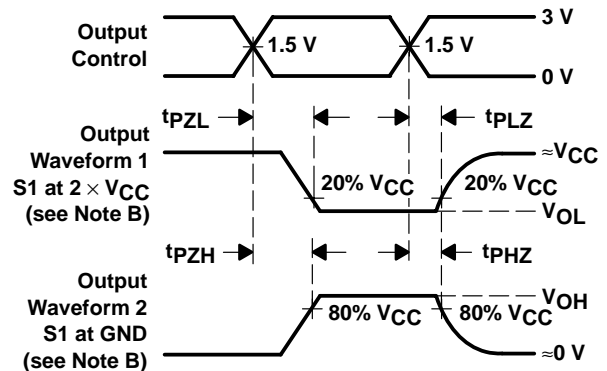 Output
Control
1.5 V
1.5 V
3 V
0 V
tPZL
tPLZ
Output
Waveform 1
S1 at 2 × VCC
(see Note B)
20% VCC
20% VCC
≈VCC
VOL
tPZH
tPHZ
Output
Waveform 2
S1 at GND
(see Note B)
80% VCC
80% VCC
VOH
≈0 V